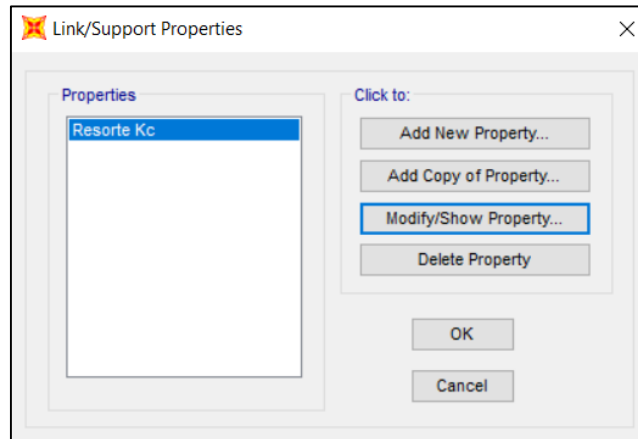 Link/Support Properties
Properties
Resorte Kc
Click to:
Add New Property...
Add Copy of Property...
Modify/Show Property...
Delete Property
OK
Cancel